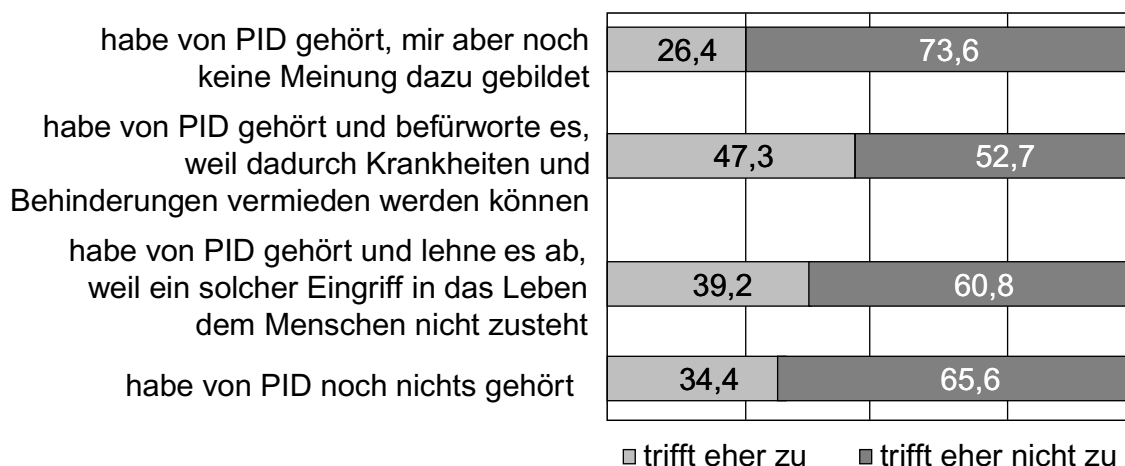 habe von PID gehört, mir aber noch
keine Meinung dazu gebildet
26,4 73,6
habe von PID gehört und befürworte es,
weil dadurch Krankheiten und
Behinderungen vermieden werden können
47,3 52,7
habe von PID gehört und lehne es ab,
weil ein solcher Eingriff in das Leben
dem Menschen nicht zusteht
39,2 60,8
habe von PID noch nichts gehört
34,4 65,6
trifft eher zu trifft eher nicht zu